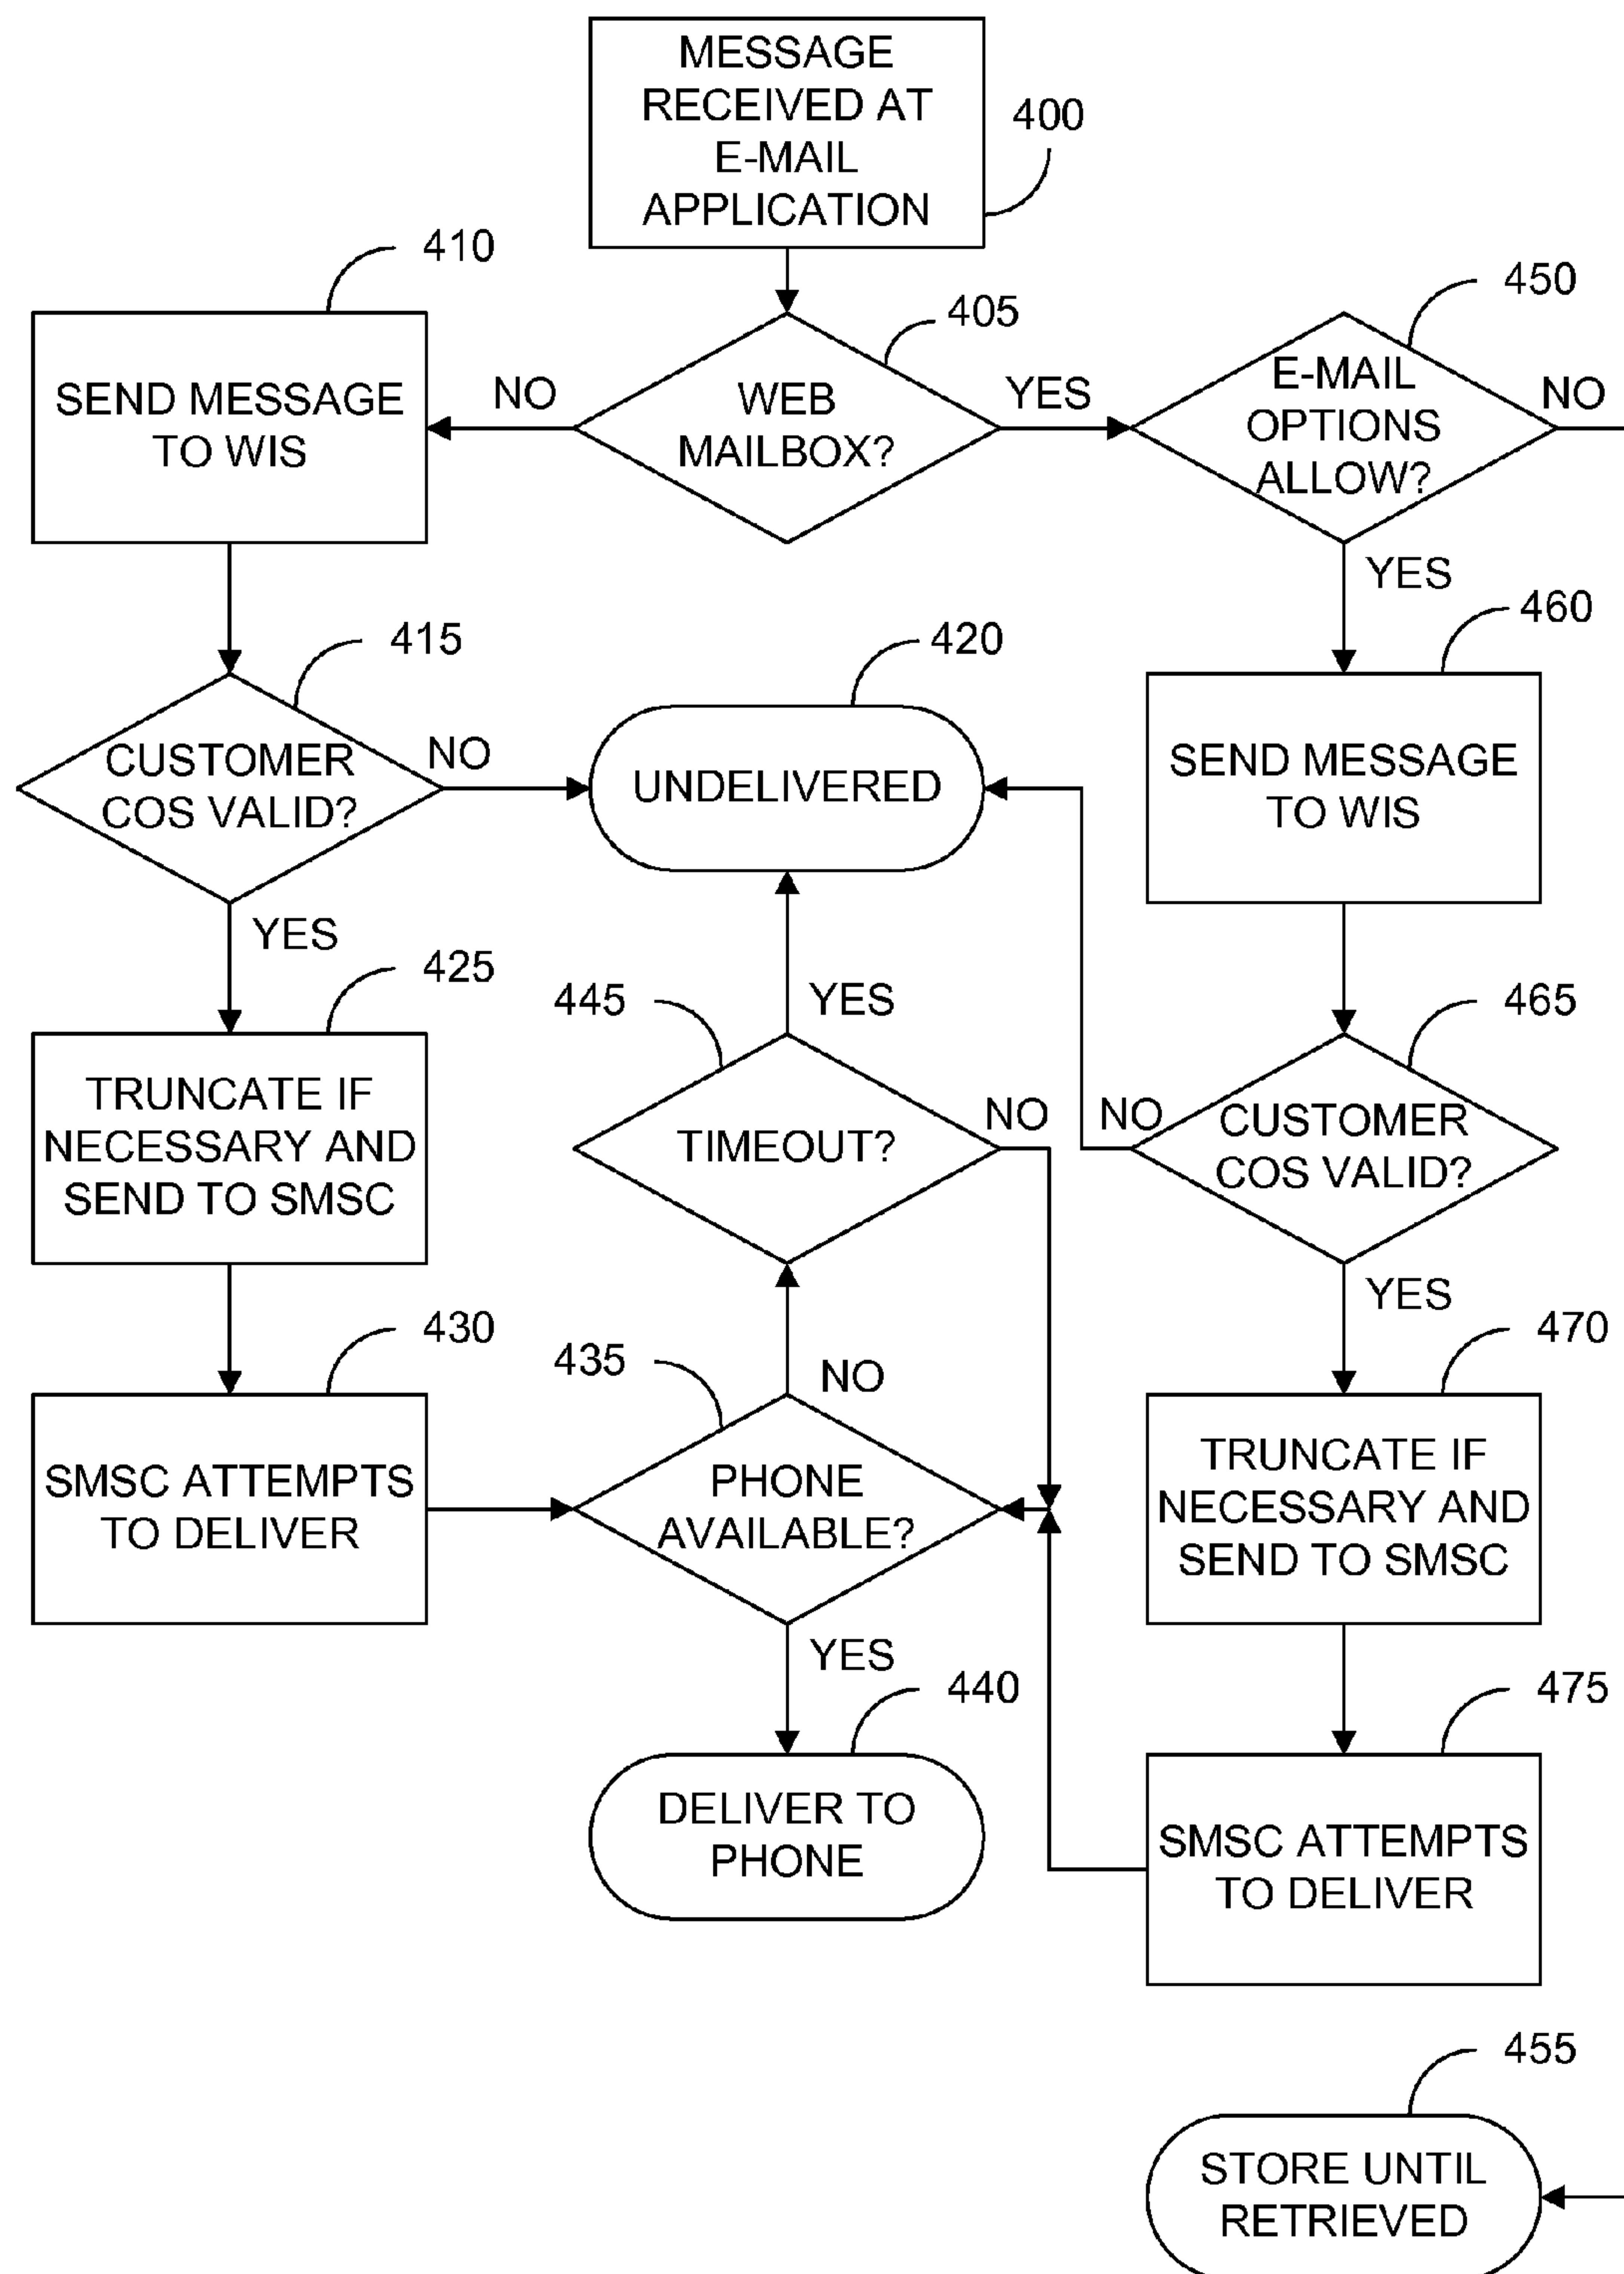 MESSAGE
RECEIVED AT
E-MAIL
APPLICATION
400
410
SEND MESSAGE
TO WIS
NO
405
WEB
MAILBOX?
YES
450
E-MAIL
OPTIONS
ALLOW?
NO
YES
415
CUSTOMER
COS VALID?
NO
420
UNDELIVERED
460
SEND MESSAGE
TO WIS
YES
425
TRUNCATE IF
NECESSARY AND
SEND TO SMSC
445
YES
TIMEOUT?
NO
465
NO
CUSTOMER
COS VALID?
YES
430
SMSC ATTEMPTS
TO DELIVER
435
NO
PHONE
AVAILABLE?
YES
470
TRUNCATE IF
NECESSARY AND
SEND TO SMSC
440
DELIVER TO
PHONE
475
SMSC ATTEMPTS
TO DELIVER
455
STORE UNTIL
RETRIEVED